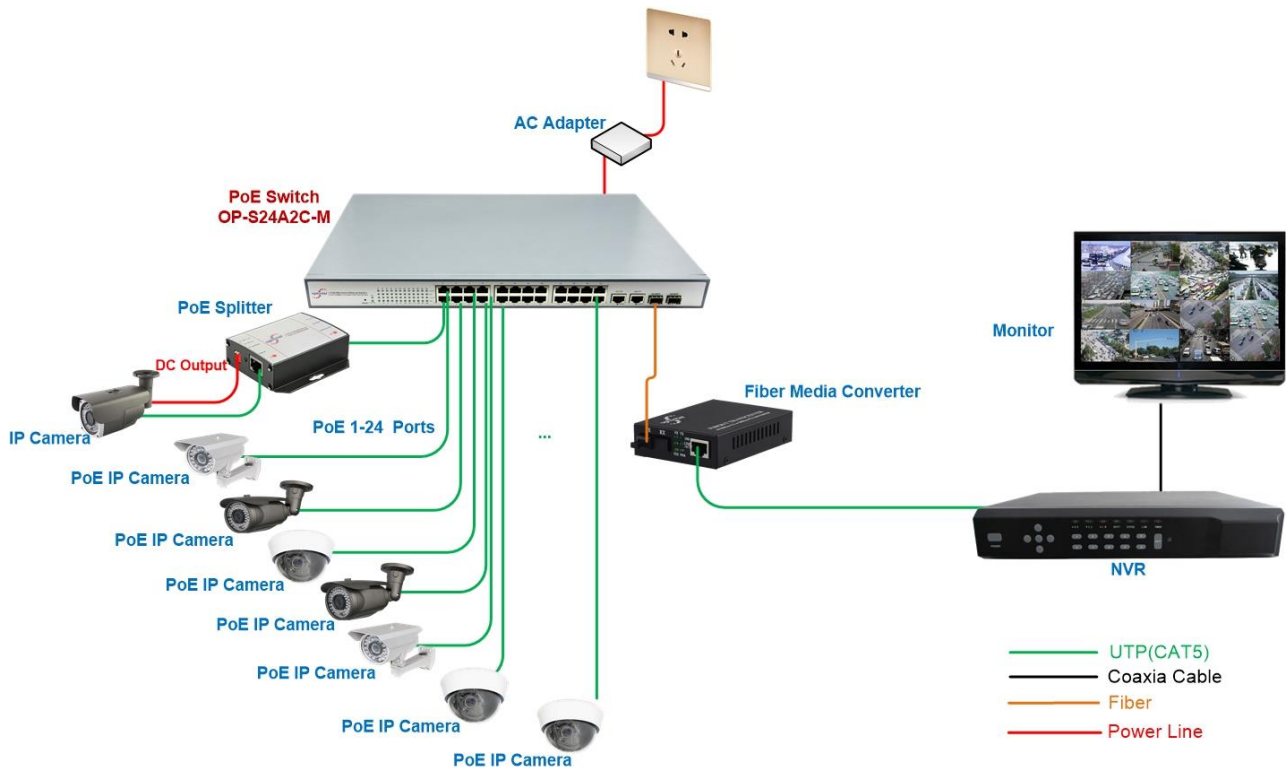 AC Adapter
PoE Switch
OP-S24A2C-M
PoE Splitter
DC Output
IP Camera
PoE 1-24 Ports
...
PoE IP Camera
PoE IP Camera
PoE IP Camera
PoE IP Camera
PoE IP Camera
PoE IP Camera
PoE IP Camera
Fiber Media Converter
Monitor
NVR
UTP(CAT5)
Coaxia Cable
Fiber
Power Line